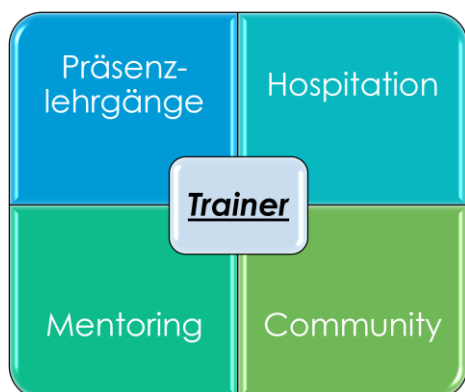 Präsenz-
lehrgänge
Hospitation
Trainer
Mentoring
Community